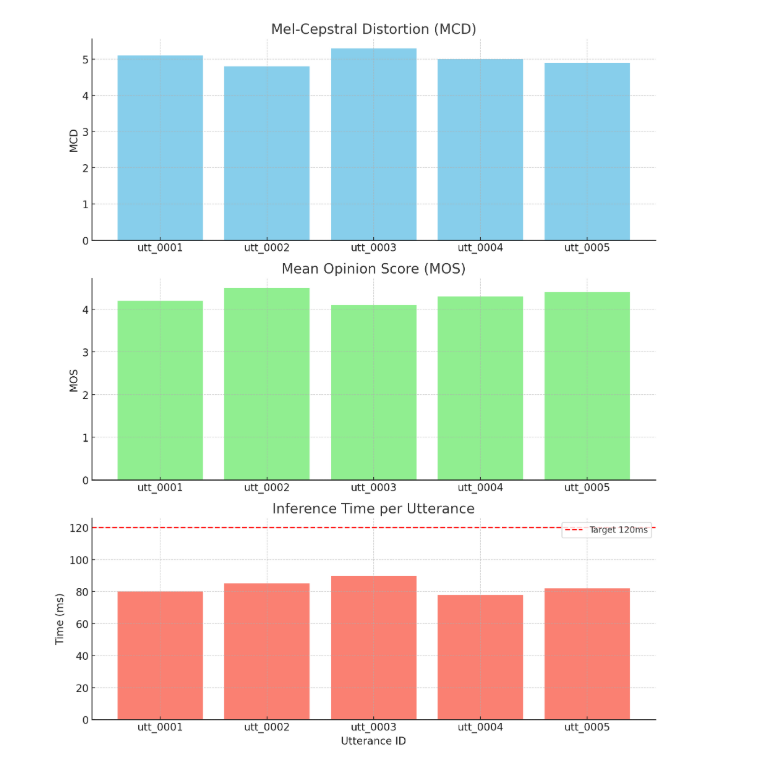 Mel-Cepstral Distortion (MCD)
5
4
3
2
1
0
MCD
utt_0001 utt_0002 utt_0003 utt_0004 utt_0005
Mean Opinion Score (MOS)
4
3
2
1
0
MOS
utt_0001 utt_0002 utt_0003 utt_0004 utt_0005
Inference Time per Utterance
120
100
80
60
40
20
0
Time (ms)
Target 120ms
utt_0001 utt_0002 utt_0003 utt_0004 utt_0005
Utterance ID